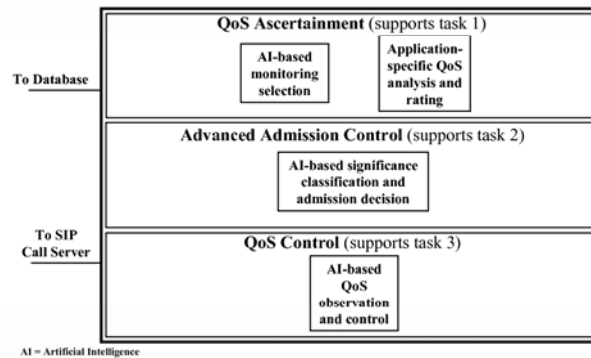 QoS Ascertainment (supports task 1)
AI-based
monitoring
selection
Application-
specific QoS
analysis and
rating
To Database
Advanced Admission Control (supports task 2)
AI-based significance
classification and
admission decision
To SIP
Call Server
QoS Control (supports task 3)
AI-based
QoS
observation
and control
AI = Artificial Intelligence